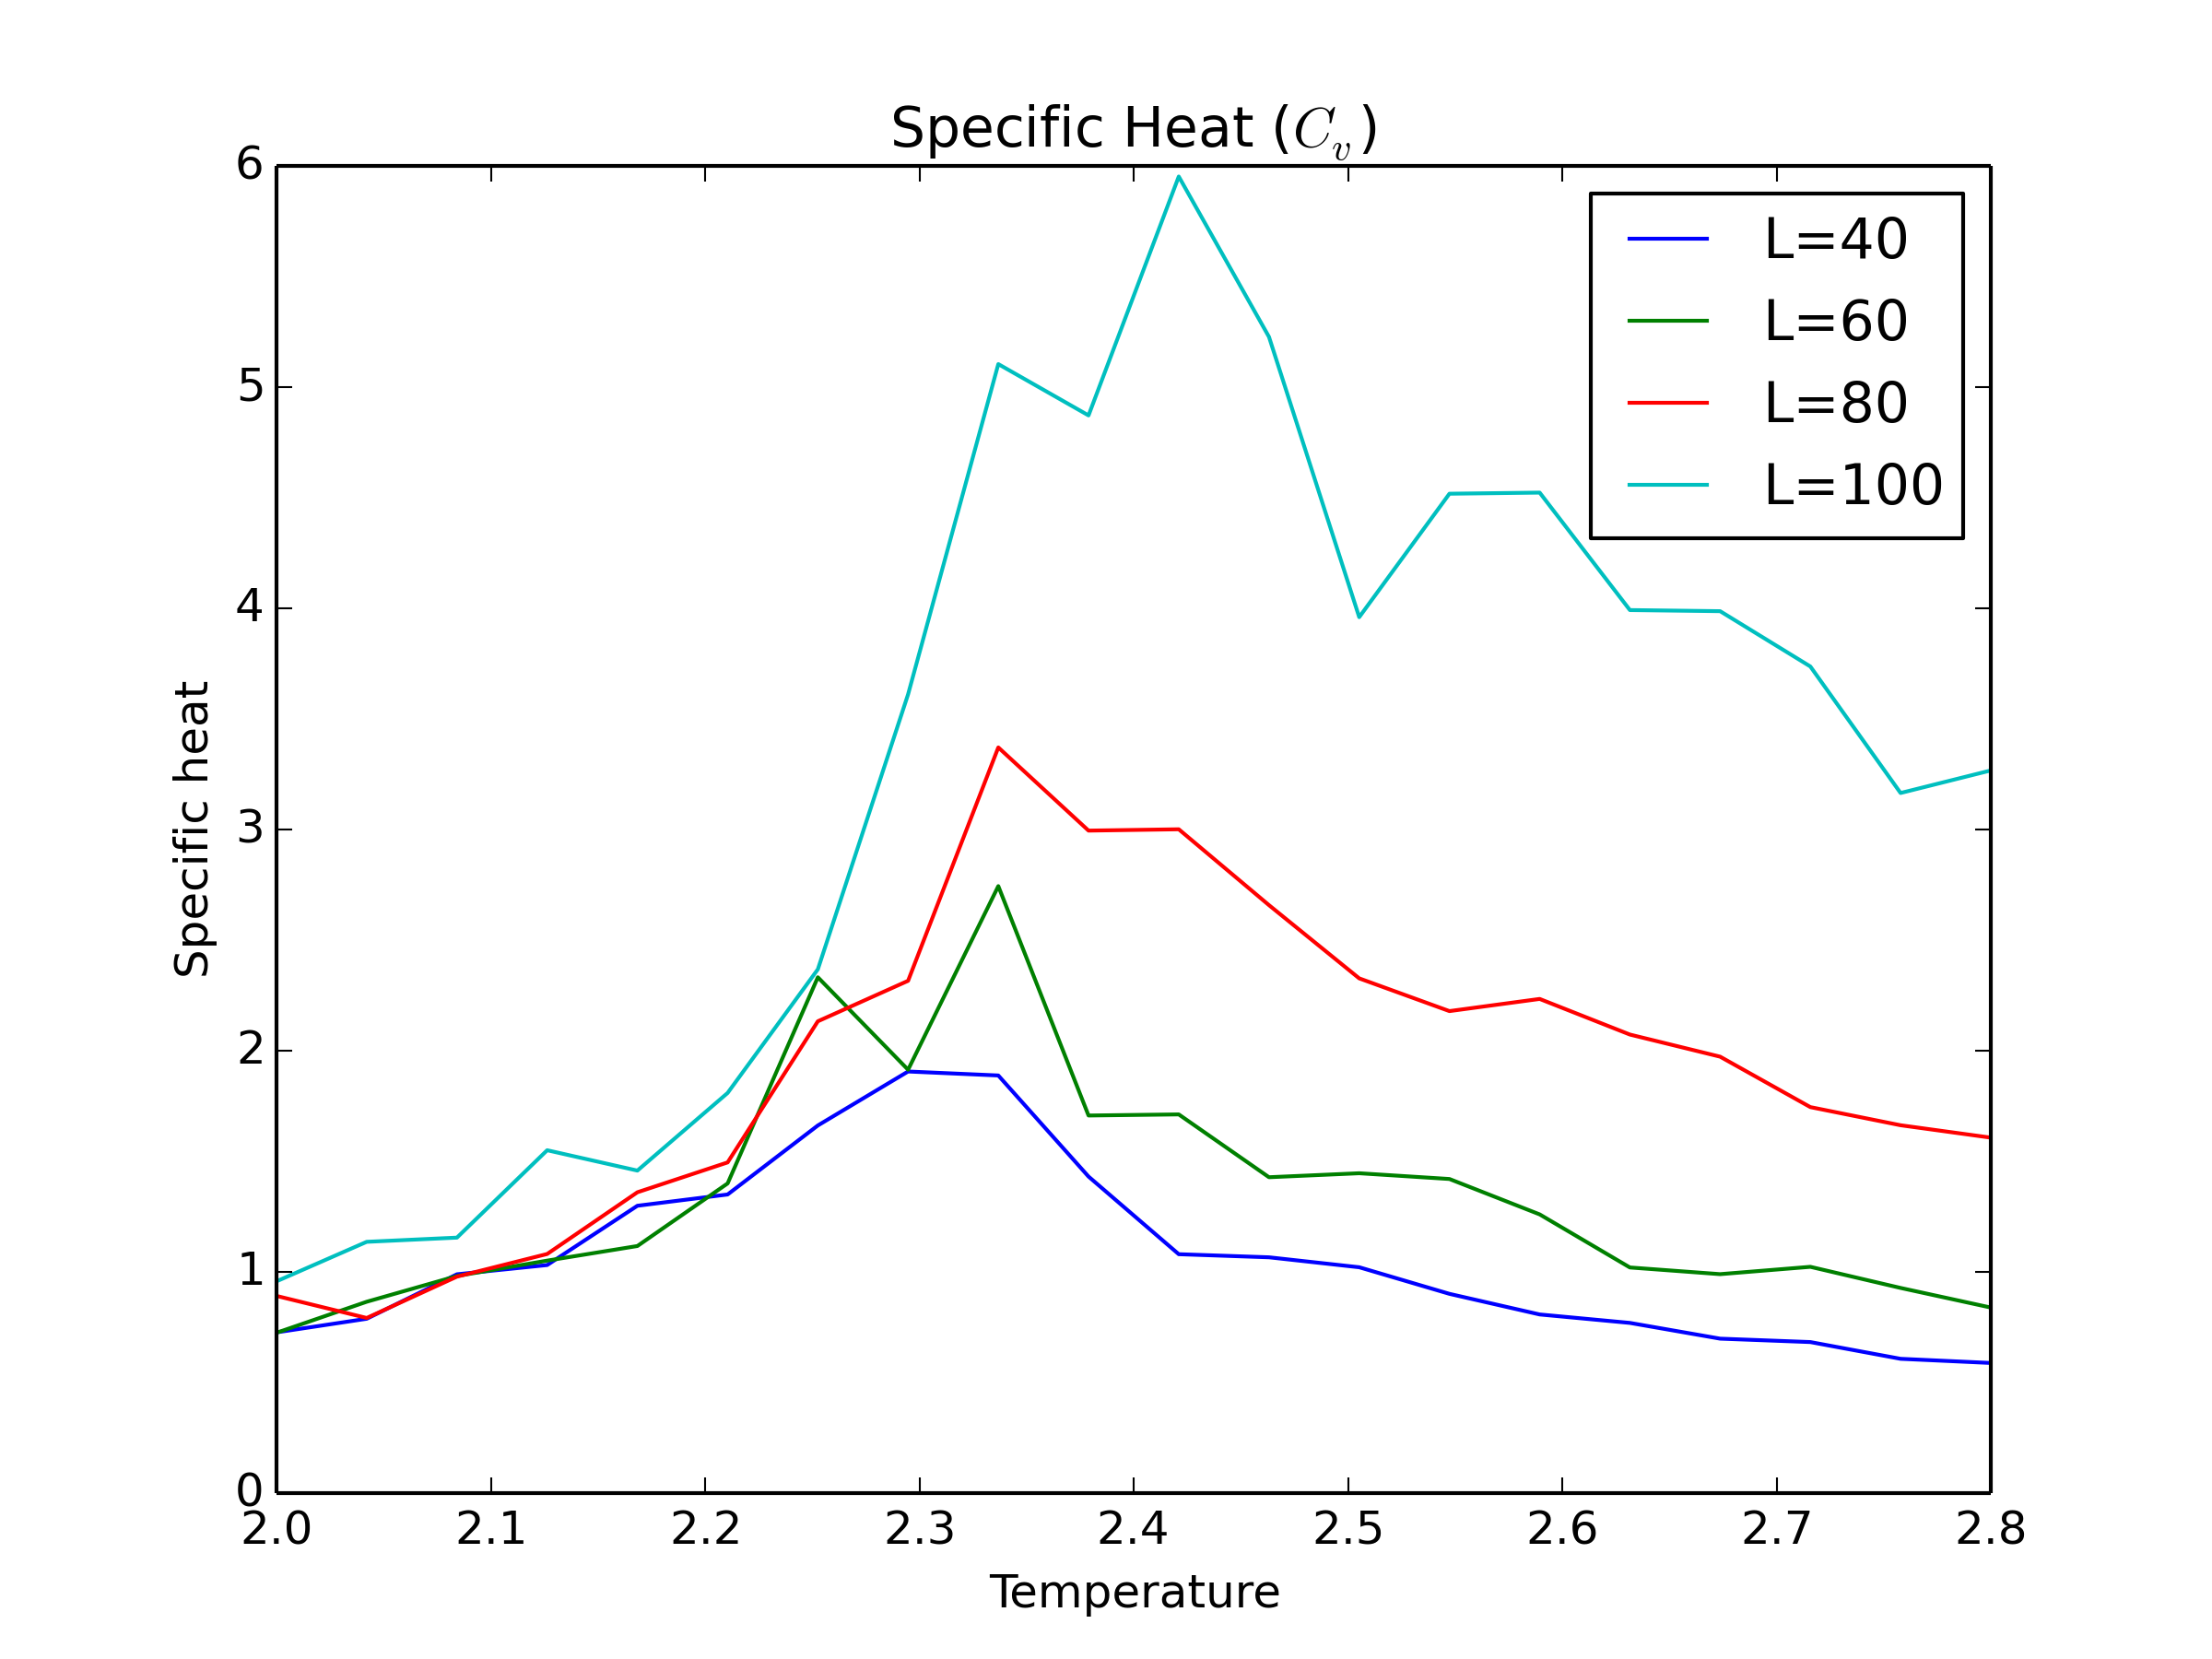 Specific Heat (C_v)
6
5
4
3
2
1
0
Specific heat
L=40
L=60
L=80
L=100
2.0 2.1 2.2 2.3 2.4 2.5 2.6 2.7 2.8
Temperature